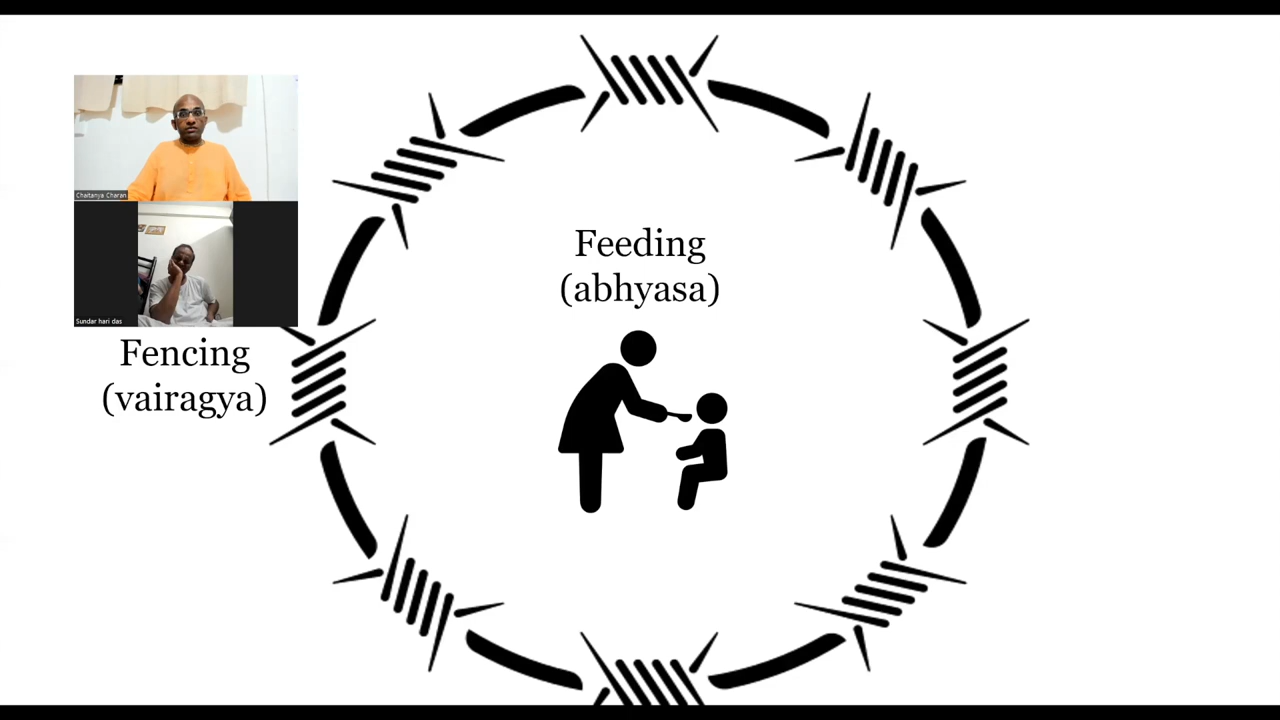 Chaitanya Charan
Sundar hari das
Feeding
(abhyasa)
Fencing
(vairagya)